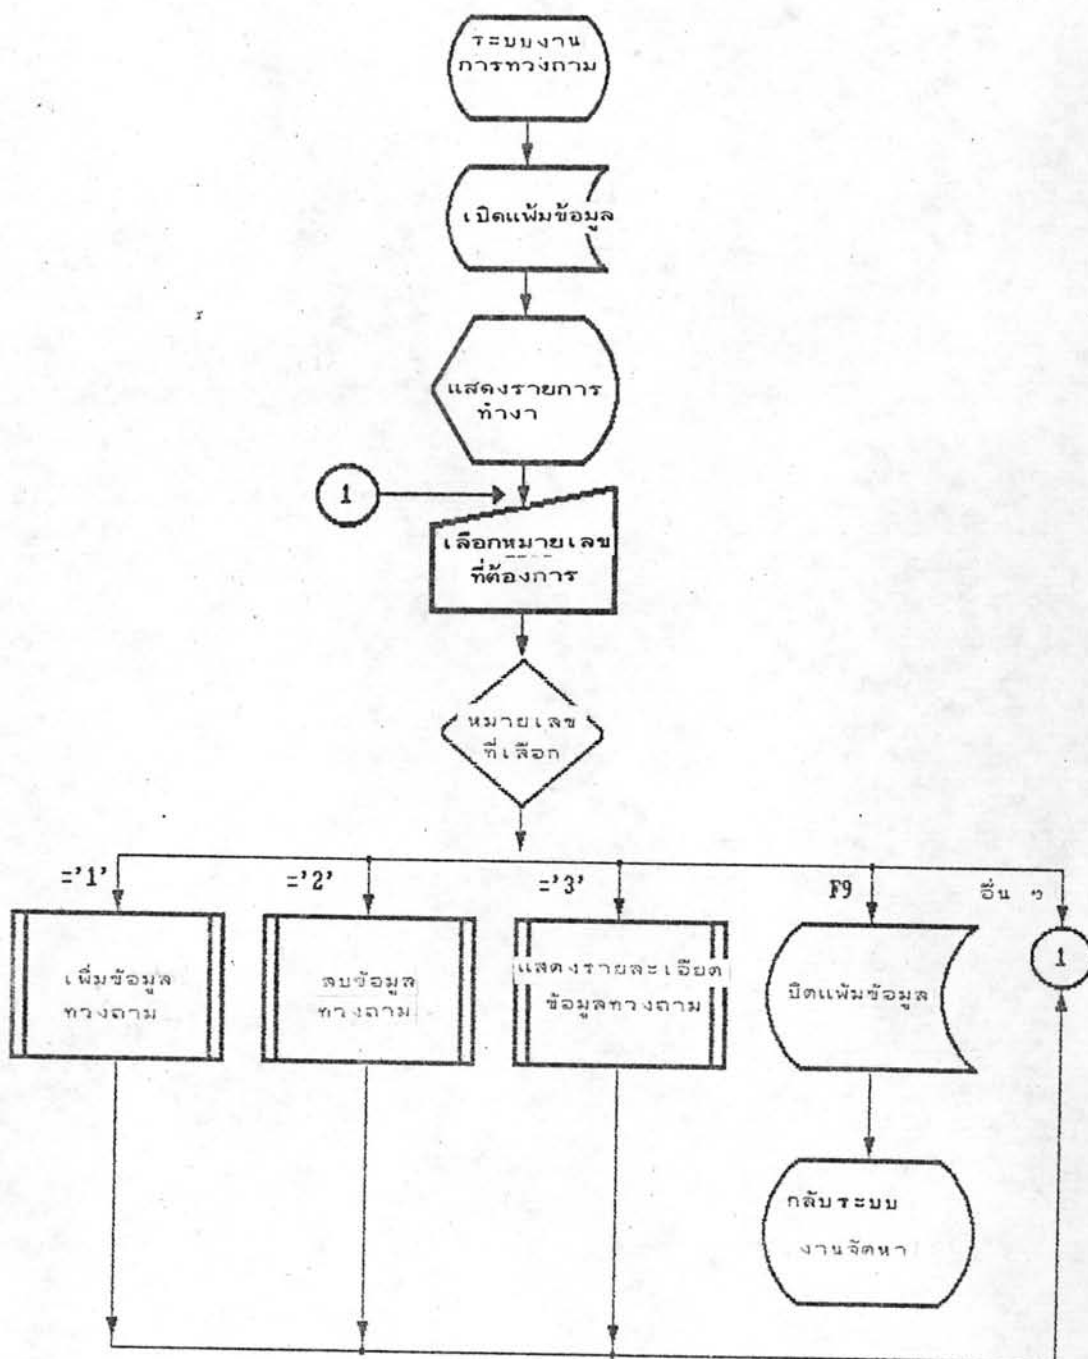 ระบบงาน
การทวงถาม
เปิดแฟ้มข้อมูล
แสดงรายการ
ทำงา
1
เลือกหมายเลข
ที่ต้องการ
หมายเลข
ที่เลือก
='1'
='2'
='3'
F9
อื่น ๆ
เพิ่มข้อมูล
ทวงถาม
ลบข้อมูล
ทวงถาม
แสดงรายละเอียด
ข้อมูลทวงถาม
ปิดแฟ้มข้อมูล
1
กลับระบบ
งานจัดหา